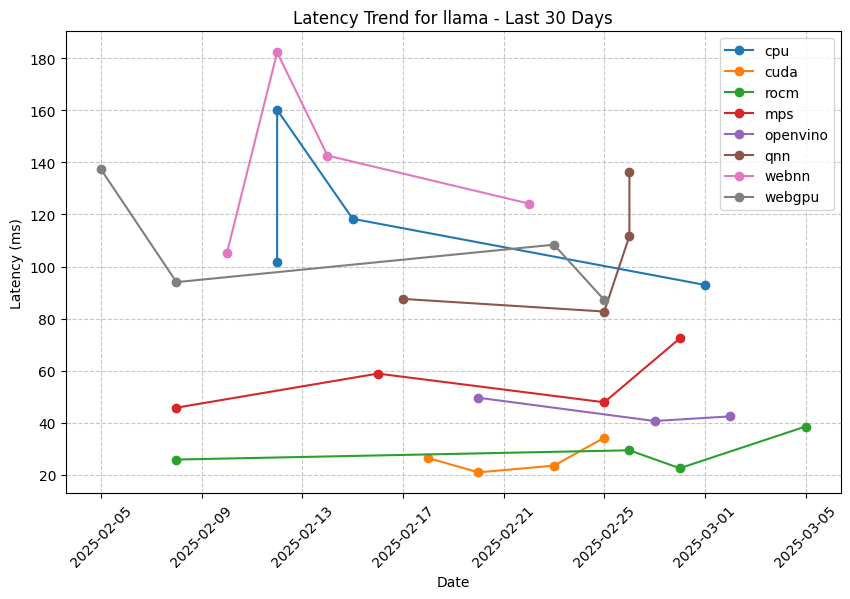 Latency Trend for llama - Last 30 Days
Latency (ms)
180
160
140
120
100
80
60
40
20
cpu
cuda
rocm
mps
openvino
qnn
webnn
webgpu
2025-02-05
2025-02-09
2025-02-13
2025-02-17
2025-02-21
2025-02-25
2025-03-01
2025-03-05
Date